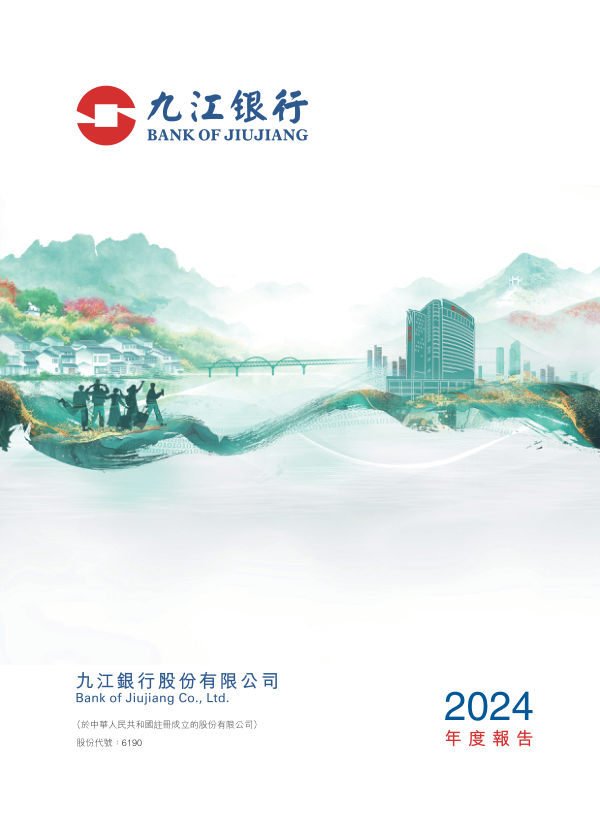 九江银行
BANK OF JIUJIANG
九江銀行股份有限公司
Bank of Jiujiang Co., Ltd.
（於中華人民共和國註冊成立的股份有限公司）
股份代號：6190
2024
年度報告